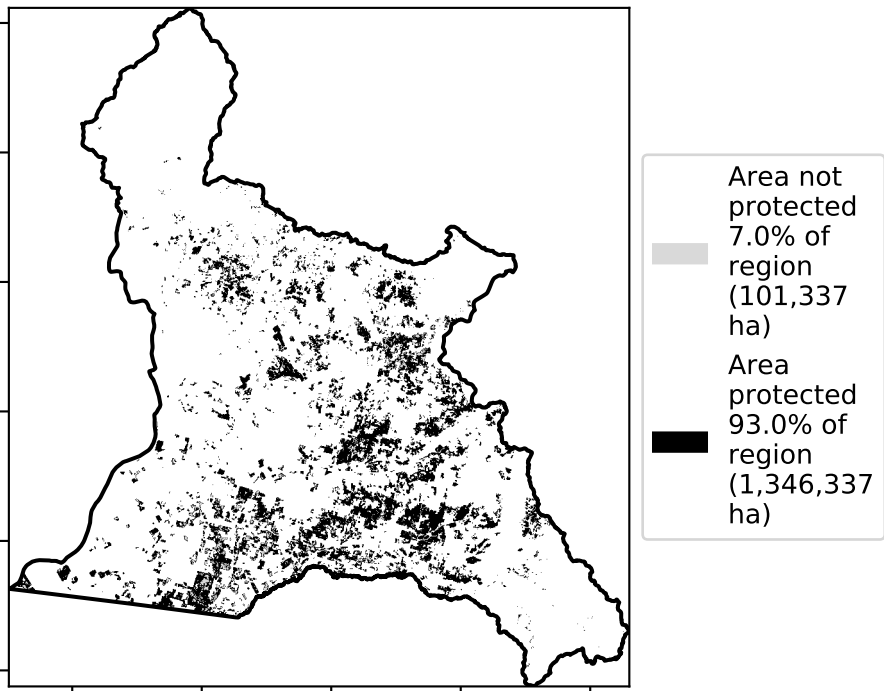 Area not
protected
7.0% of
region
(101,337
ha)
Area
protected
93.0% of
region
(1,346,337
ha)